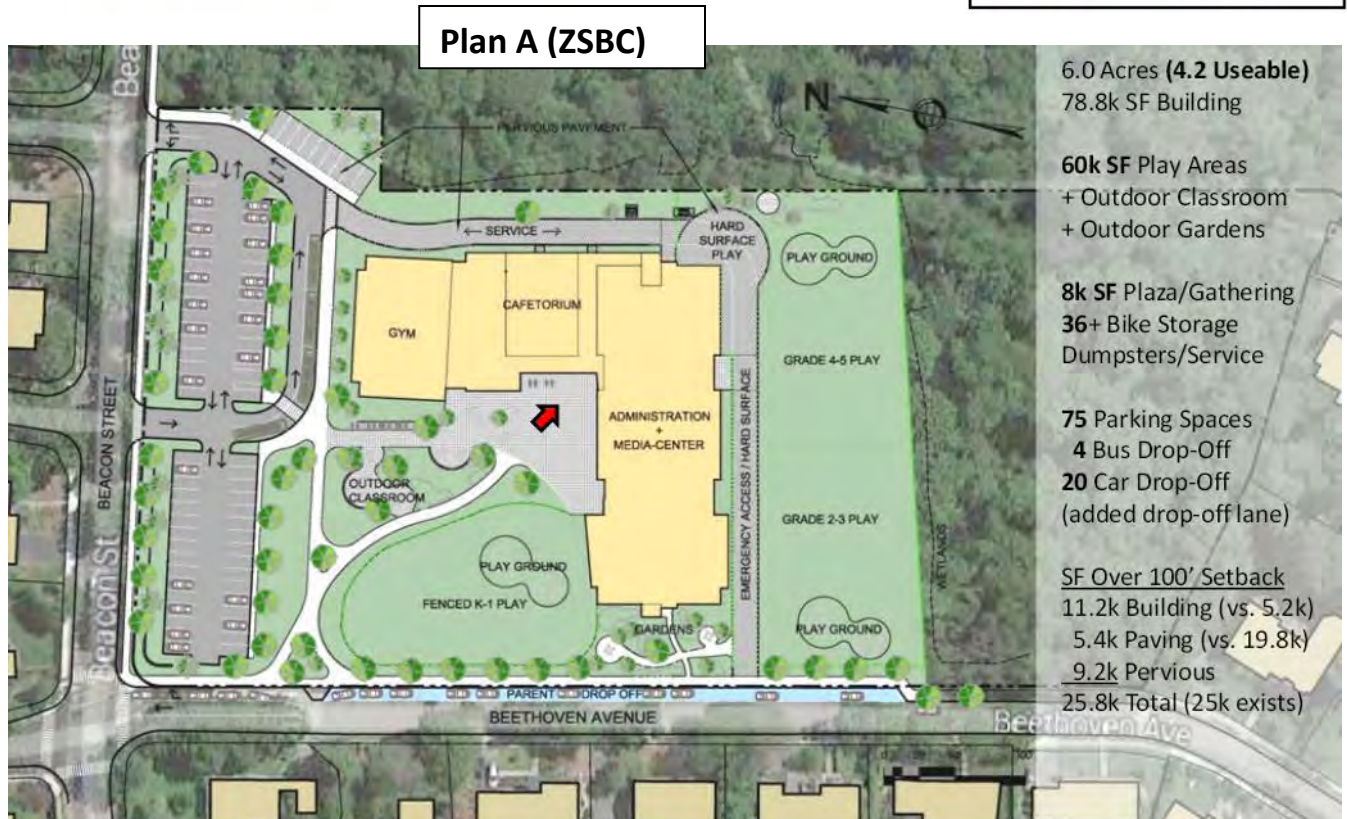 Plan A (ZSBC)
Bea
N
PERVIOUS PAVEMENT
SERVICE
HARD
SURFACE
PLAY
PLAY GROUND
CAFETORIUM
GYM
GRADE 4-5 PLAY
ADMINISTRATION
+
MEDIA-CENTER
EMERGENCY ACCESS / HARD SURFACE
BEACON STREET
Beacon St
OUTDOOR
CLASSROOM
GRADE 2-3 PLAY
WETLANDS
PLAY GROUND
FENCED K-1 PLAY
GARDENS
PLAY GROUND
PARENT DROP OFF
BEETHOVEN AVENUE
Beethoven Ave
6.0 Acres (4.2 Useable)
78.8k SF Building
60k SF Play Areas
+ Outdoor Classroom
+ Outdoor Gardens
8k SF Plaza/Gathering
36+ Bike Storage
Dumpsters/Service
75 Parking Spaces
4 Bus Drop-Off
20 Car Drop-Off
(added drop-off lane)
SF Over 100' Setback
11.2k Building (vs. 5.2k)
5.4k Paving (vs. 19.8k)
9.2k Pervious
25.8k Total (25k exists)